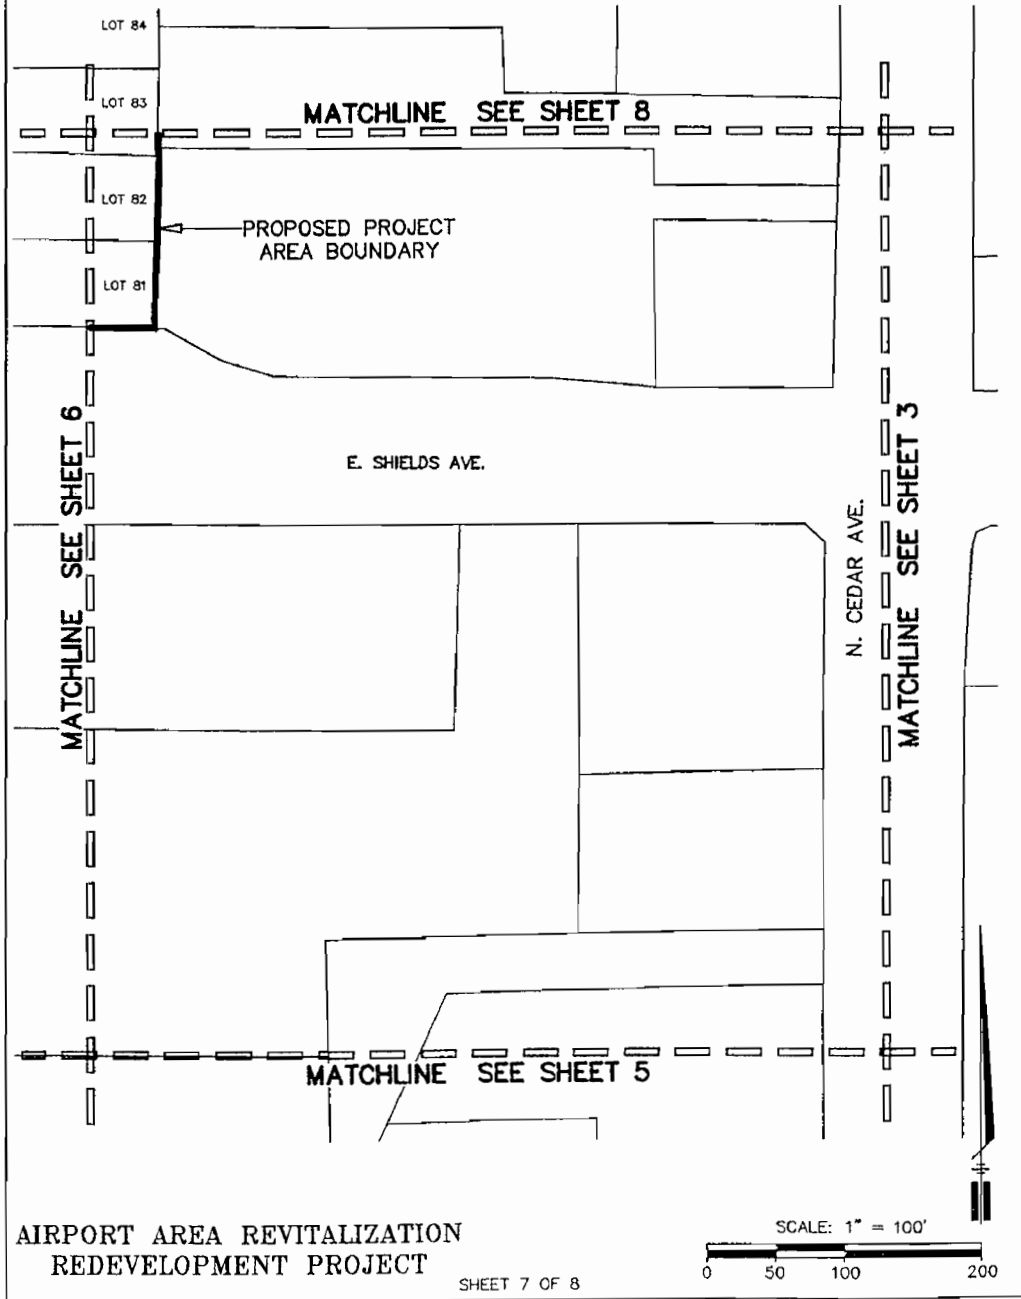 LOT 84
LOT 83
MATCHLINE SEE SHEET 8
LOT 82
PROPOSED PROJECT
AREA BOUNDARY
LOT 81
MATCHLINE SEE SHEET 6
MATCHLINE SEE SHEET 3
E. SHIELDS AVE.
N. CEDAR AVE.
MATCHLINE SEE SHEET 5
AIRPORT AREA REVITALIZATION
REDEVELOPMENT PROJECT
SHEET 7 OF 8
SCALE: 1" = 100'
0 50 100 200